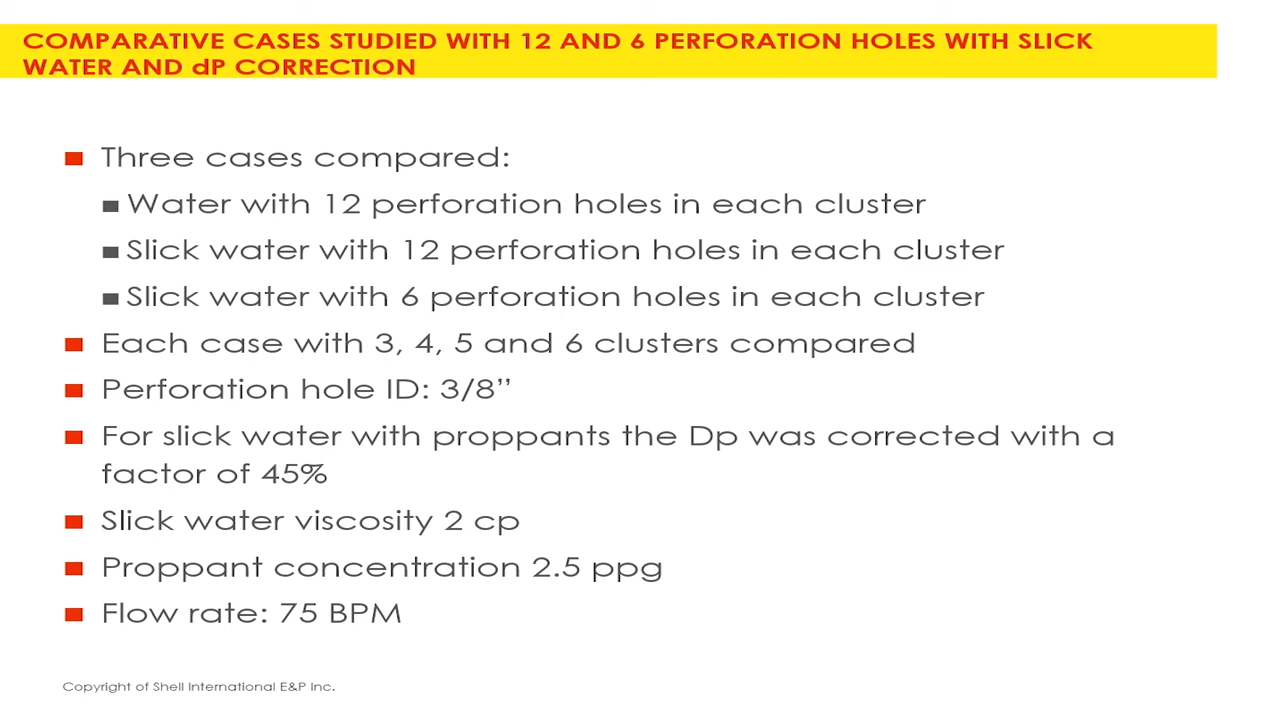 COMPARATIVE CASES STUDIED WITH 12 AND 6 PERFORATION HOLES WITH SLICK
WATER AND dP CORRECTION
Three cases compared:
Water with 12 perforation holes in each cluster
Slick water with 12 perforation holes in each cluster
Slick water with 6 perforation holes in each cluster
Each case with 3, 4, 5 and 6 clusters compared
Perforation hole ID: 3/8’’
For slick water with proppants the Dp was corrected with a
factor of 45%
Slick water viscosity 2 cp
Proppant concentration 2.5 ppg
Flow rate: 75 BPM
Copyright of Shell International E&P Inc.